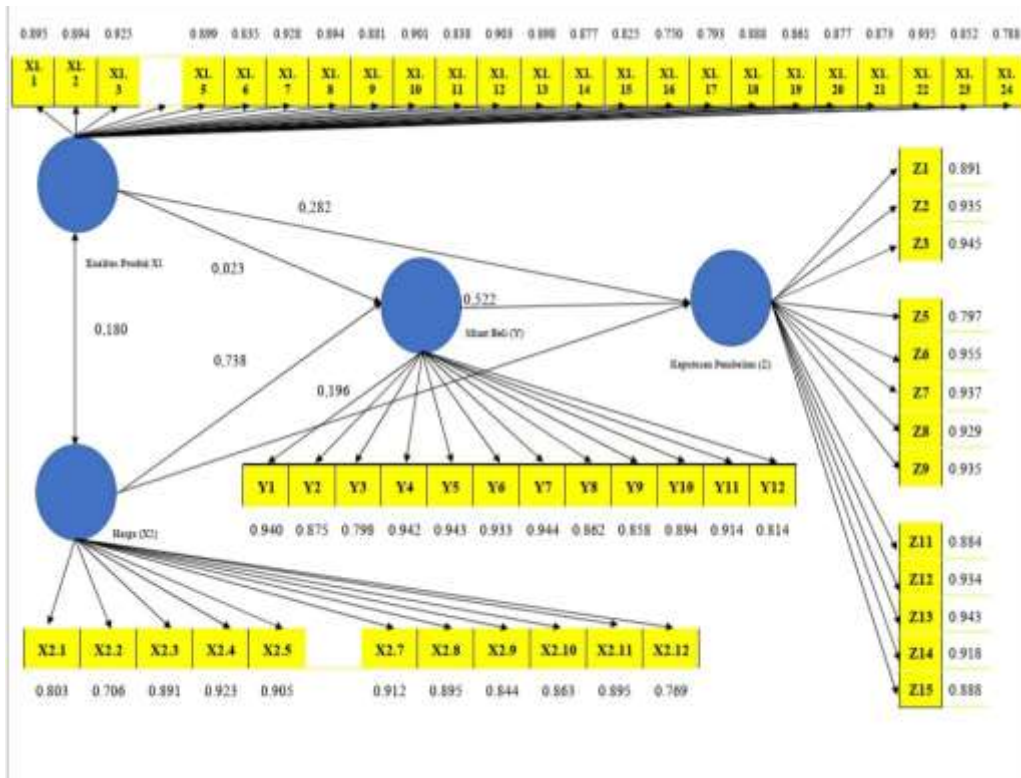 0.895 0.894 0.925 0.899 0.835 0.928 0.894 0.881 0.901 0.838 0.903 0.898 0.877 0.825 0.750 0.793 0.888 0.861 0.877 0.873 0.935 0.852 0.788
X1. 1 X1. 2 X1. 3 X1. 5 X1. 6 X1. 7 X1. 8 X1. 9 X1. 10 X1. 11 X1. 12 X1. 13 X1. 14 X1. 15 X1. 16 X1. 17 X1. 18 X1. 19 X1. 20 X1. 21 X1. 22 X1. 23 X1. 24
Z1 0.891
Z2 0.935
Z3 0.945
0.282
Kualitas Produk X1
0.023
0.522
0.180
Minat Beli (Y)
0.738
Keputusan Pembelian (Z)
0.196
Z5 0.797
Z6 0.955
Z7 0.937
Z8 0.929
Z9 0.935
Y1 Y2 Y3 Y4 Y5 Y6 Y7 Y8 Y9 Y10 Y11 Y12
0.940 0.875 0.798 0.942 0.943 0.933 0.944 0.862 0.858 0.894 0.914 0.814
Harga (X2)
Z11 0.884
Z12 0.934
Z13 0.943
Z14 0.918
Z15 0.888
X2.1 X2.2 X2.3 X2.4 X2.5 X2.7 X2.8 X2.9 X2.10 X2.11 X2.12
0.803 0.706 0.891 0.923 0.905 0.912 0.895 0.844 0.863 0.895 0.769